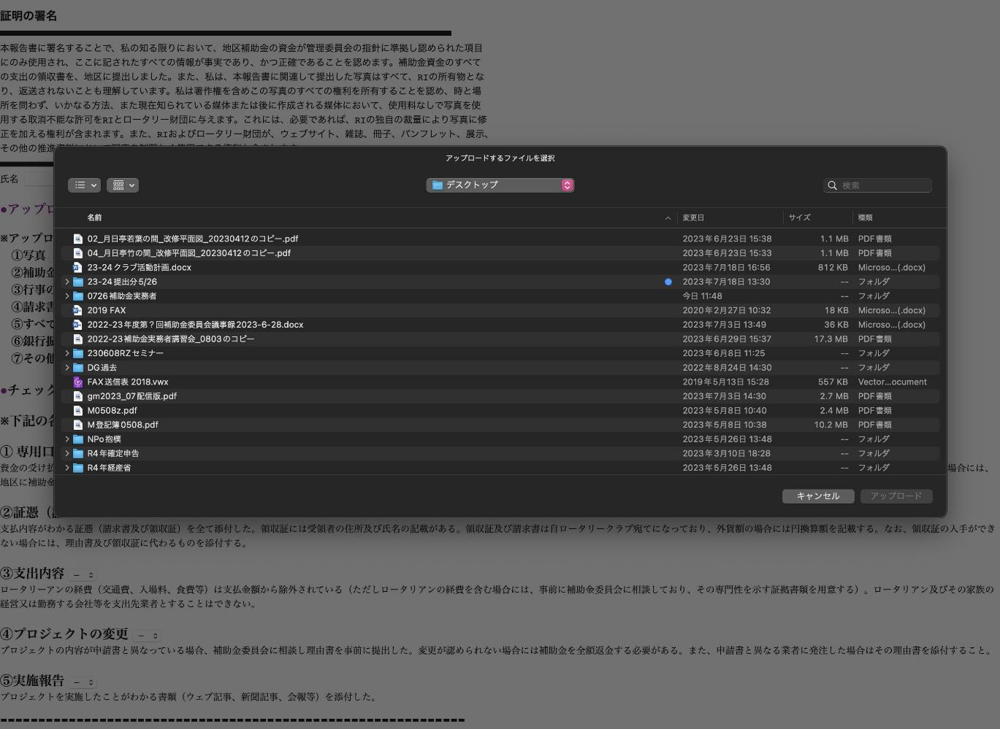 証明の署名
本報告書に署名することで、私の知る限りにおいて、地区補助金の資金が管理委員会の指針に準拠し認められた項目
にのみ使用され、ここに記されたすべての情報が事実であり、かつ正確であることを認めます。補助金資金のすべて
の支出の領収書を、地区に提出しました。また、私は、本報告書に関連して提出した写真はすべて、RIの所有物とな
り、返送されないことも理解しています。私は著作権を含めこの写真のすべての権利を所有することを認め、時と場
所を問わず、いかなる方法、また現在知られている媒体または後に作成される媒体において、使用料なしで写真を使
用する取消不能な許可をRIとロータリー財団に与えます。これには、必要であれば、RIの独自の裁量により写真に修
正を加える権利が含まれます。また、RIおよびロータリー財団が、ウェブサイト、雑誌、冊子、パンフレット、展示、
その他の推進
アップロードするファイルを選択
氏名
デスクトップ
検索
●アップロ
名前 変更日 サイズ 種類
※アップロ
02_月日亭若葉の間_改修平面図_20230412のコピー.pdf 2023年6月23日 15:38 1.1 MB PDF書類
04_月日亭竹の間_改修平面図_20230412のコピー.pdf 2023年6月23日 15:33 1.1 MB PDF書類
23-24クラブ活動計画.docx 2023年7月18日 16:56 812 KB Microso...(.docx)
23-24提出分5/26 2023年7月18日 13:30 -- フォルダ
0726補助金実務者 今日 11:48 -- フォルダ
2019 FAX 2020年2月27日 10:32 18 KB Microso...(.docx)
2022-23年度第？回補助金委員会議事録2023-6-28.docx 2023年7月3日 13:49 36 KB Microso...(.docx)
2022-23補助金実務者講習会_0803のコピー 2023年6月29日 15:37 17.3 MB PDF書類
230608RZセミナー 2023年6月8日 11:25 -- フォルダ
DG過去 2022年8月24日 14:30 -- フォルダ
FAX送信表 2018.vwx 2019年5月13日 15:28 557 KB Vector...ocument
gm2023_07配信版.pdf 2023年7月3日 14:30 2.7 MB PDF書類
M0508z.pdf 2023年5月8日 10:40 2.4 MB PDF書類
M登記簿0508.pdf 2023年5月8日 10:38 10.2 MB PDF書類
NPo抱樸 2023年5月26日 13:48 -- フォルダ
R4年確定申告 2023年3月10日 18:28 -- フォルダ
R4年経産省 2023年5月26日 13:48 -- フォルダ
キャンセル アップロード
①写真
②補助金
③行事の
④請求書
⑤すべて
⑥銀行振
⑦その他
●チェック
※下記の各
① 専用口
資金の受け払 場合には、
地区に補助金
②証憑
支払内容がわかる証憑（請求書及び領収証）を全て添付した。領収証には受領者の住所及び氏名の記載がある。領収証及び請求書は自ロータリークラブ宛てになっており、外貨額の場合には円換算額を記載する。なお、領収証の入手ができ
ない場合には、理由書及び領収証に代わるものを添付する。
③支出内容 –
ロータリーアンの経費（交通費、入場料、食費等）は支払金額から除外されている（ただしロータリアンの経費を含む場合には、事前に補助金委員会に相談しており、その専門性を示す証拠書類を用意する）。ロータリアン及びその家族の
経営又は勤務する会社等を支出先業者とすることはできない。
④プロジェクトの変更 –
プロジェクトの内容が申請書と異なっている場合、補助金委員会に相談し理由書を事前に提出した。変更が認められない場合には補助金を全額返金する必要がある。また、申請書と異なる業者に発注した場合はその理由書を添付すること。
⑤実施報告 –
プロジェクトを実施したことがわかる書類（ウェブ記事、新聞記事、会報等）を添付した。